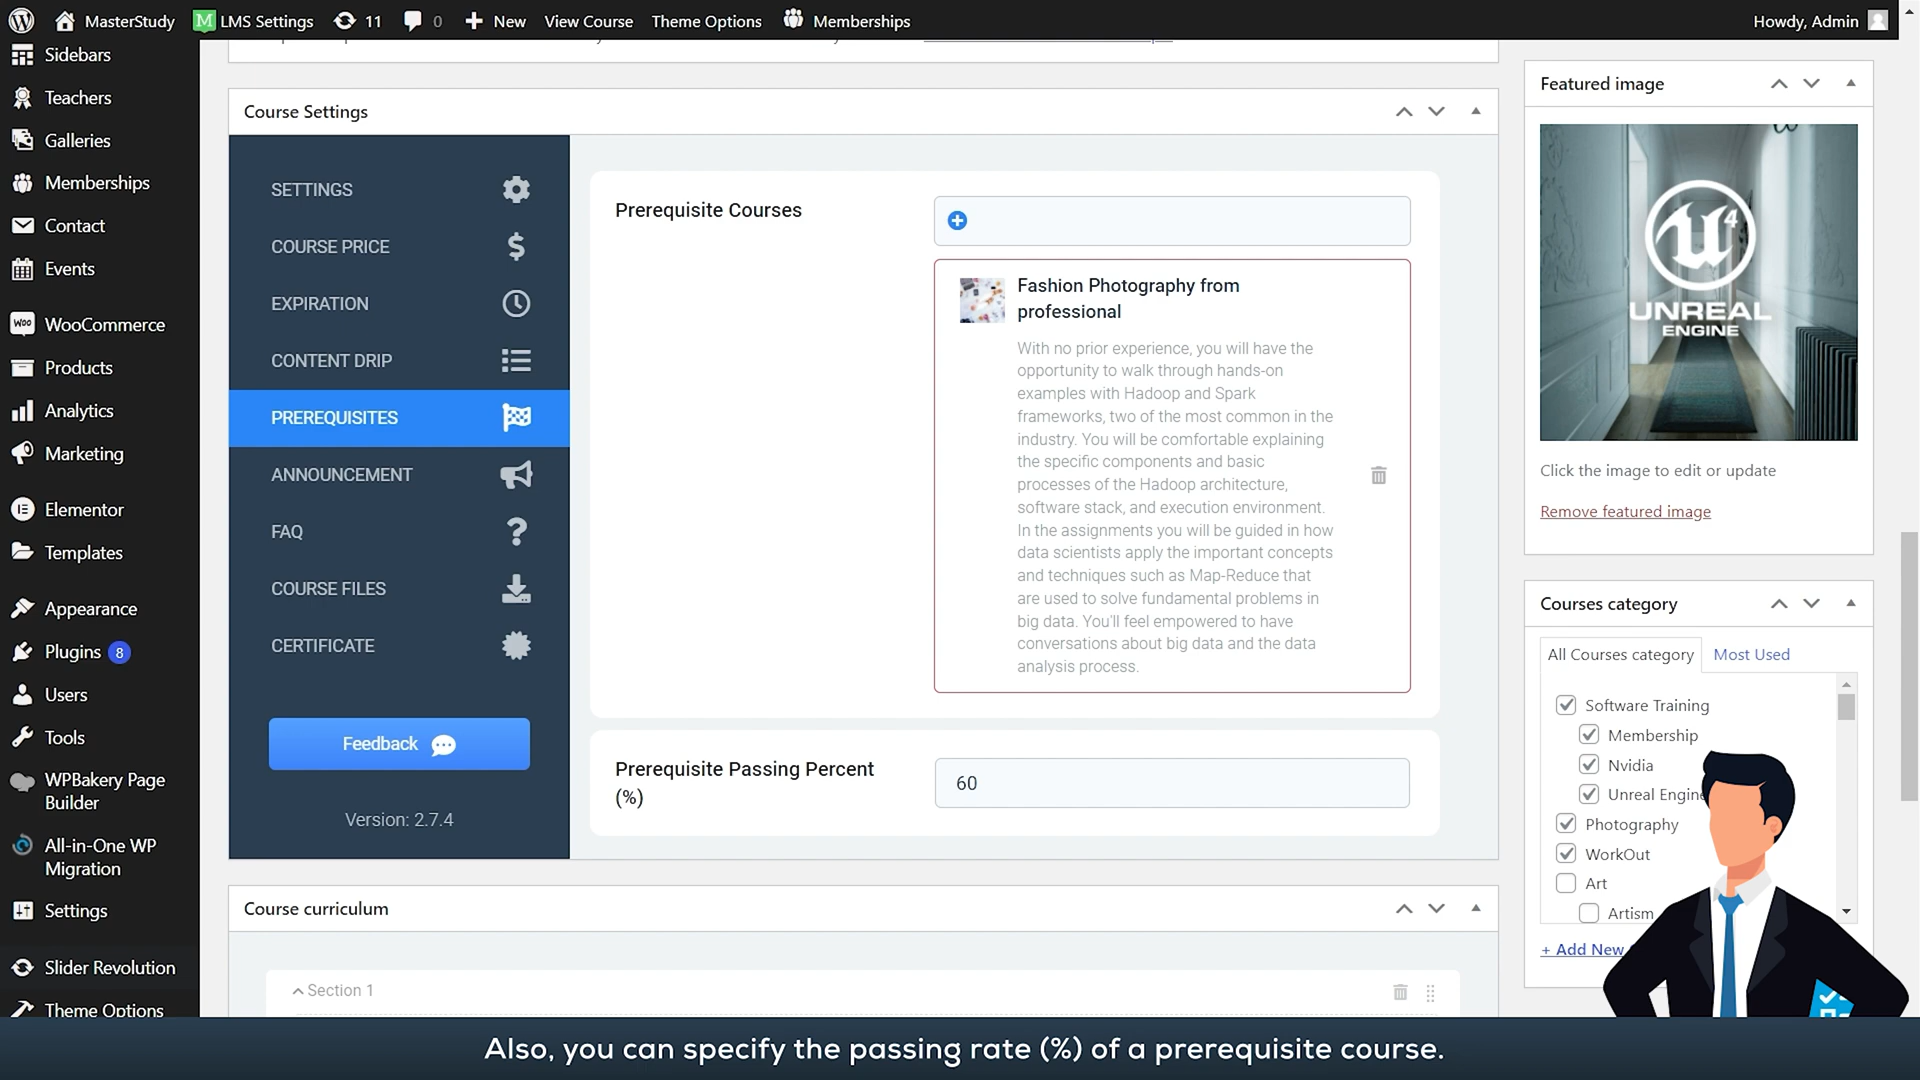 MasterStudy LMS Settings 11 0 New View Course Theme Options Memberships Howdy, Admin
Sidebars
Teachers
Galleries
Memberships
Contact
Events
WooCommerce
Products
Analytics
Marketing
Elementor
Templates
Appearance
Plugins 8
Users
Tools
WPBakery Page
Builder
All-in-One WP
Migration
Settings
Slider Revolution
Theme Options
Course Settings
SETTINGS
COURSE PRICE
EXPIRATION
CONTENT DRIP
PREREQUISITES
ANNOUNCEMENT
FAQ
COURSE FILES
CERTIFICATE
Feedback
Version: 2.7.4
Prerequisite Courses
Fashion Photography from
professional
With no prior experience, you will have the
opportunity to walk through hands-on
examples with Hadoop and Spark
frameworks, two of the most common in the
industry. You will be comfortable explaining
the specific components and basic
processes of the Hadoop architecture,
software stack, and execution environment.
In the assignments you will be guided in how
data scientists apply the important concepts
and techniques such as Map-Reduce that
are used to solve fundamental problems in
big data. You'll feel empowered to have
conversations about big data and the data
analysis process.
Prerequisite Passing Percent
(%)
60
Course curriculum
Section 1
Featured image
U4
UNREAL
ENGINE
Click the image to edit or update
Remove featured image
Courses category
All Courses category Most Used
Software Training
Membership
Nvidia
Unreal Engine
Photography
WorkOut
Art
Artism
+ Add New
Also, you can specify the passing rate (%) of a prerequisite course.